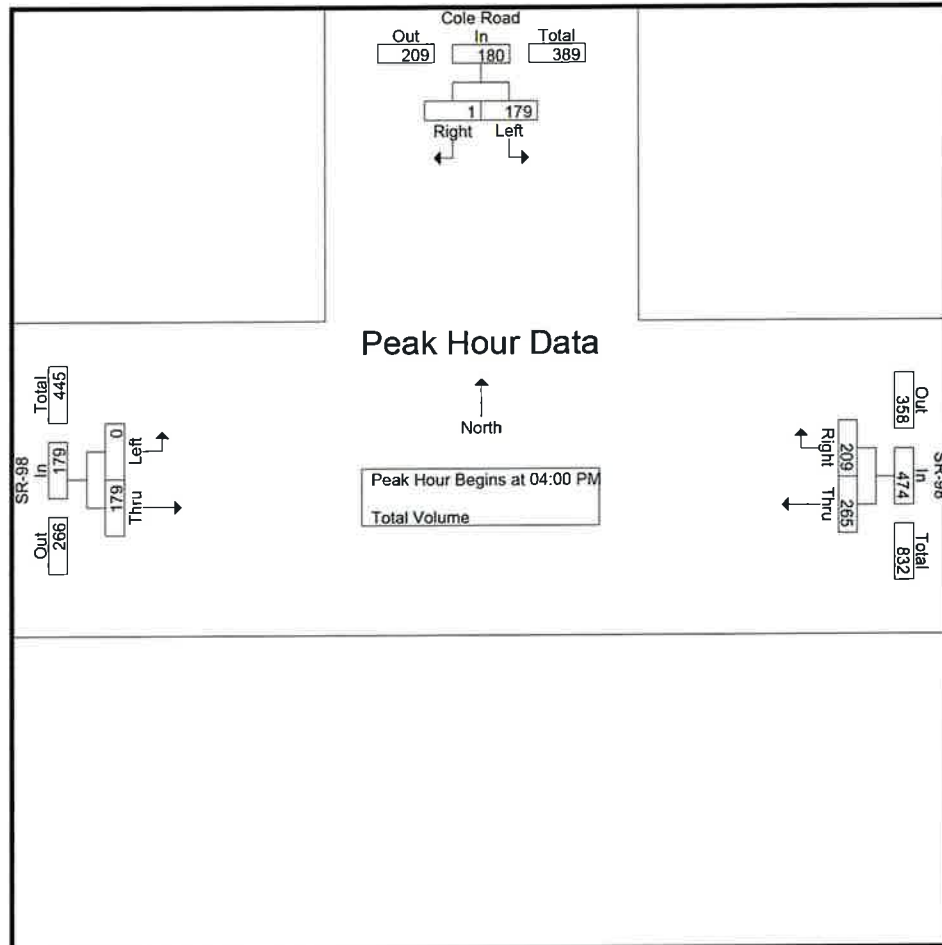 Cole Road
Out In Total
209 180 389
1 179
Right Left
Peak Hour Data
North
Peak Hour Begins at 04:00 PM
Total Volume
SR-98
Total In Out
445 179 266
0 179
Left Thru
Right Thru
209 265
Out In Total
358 474 832
SR-98